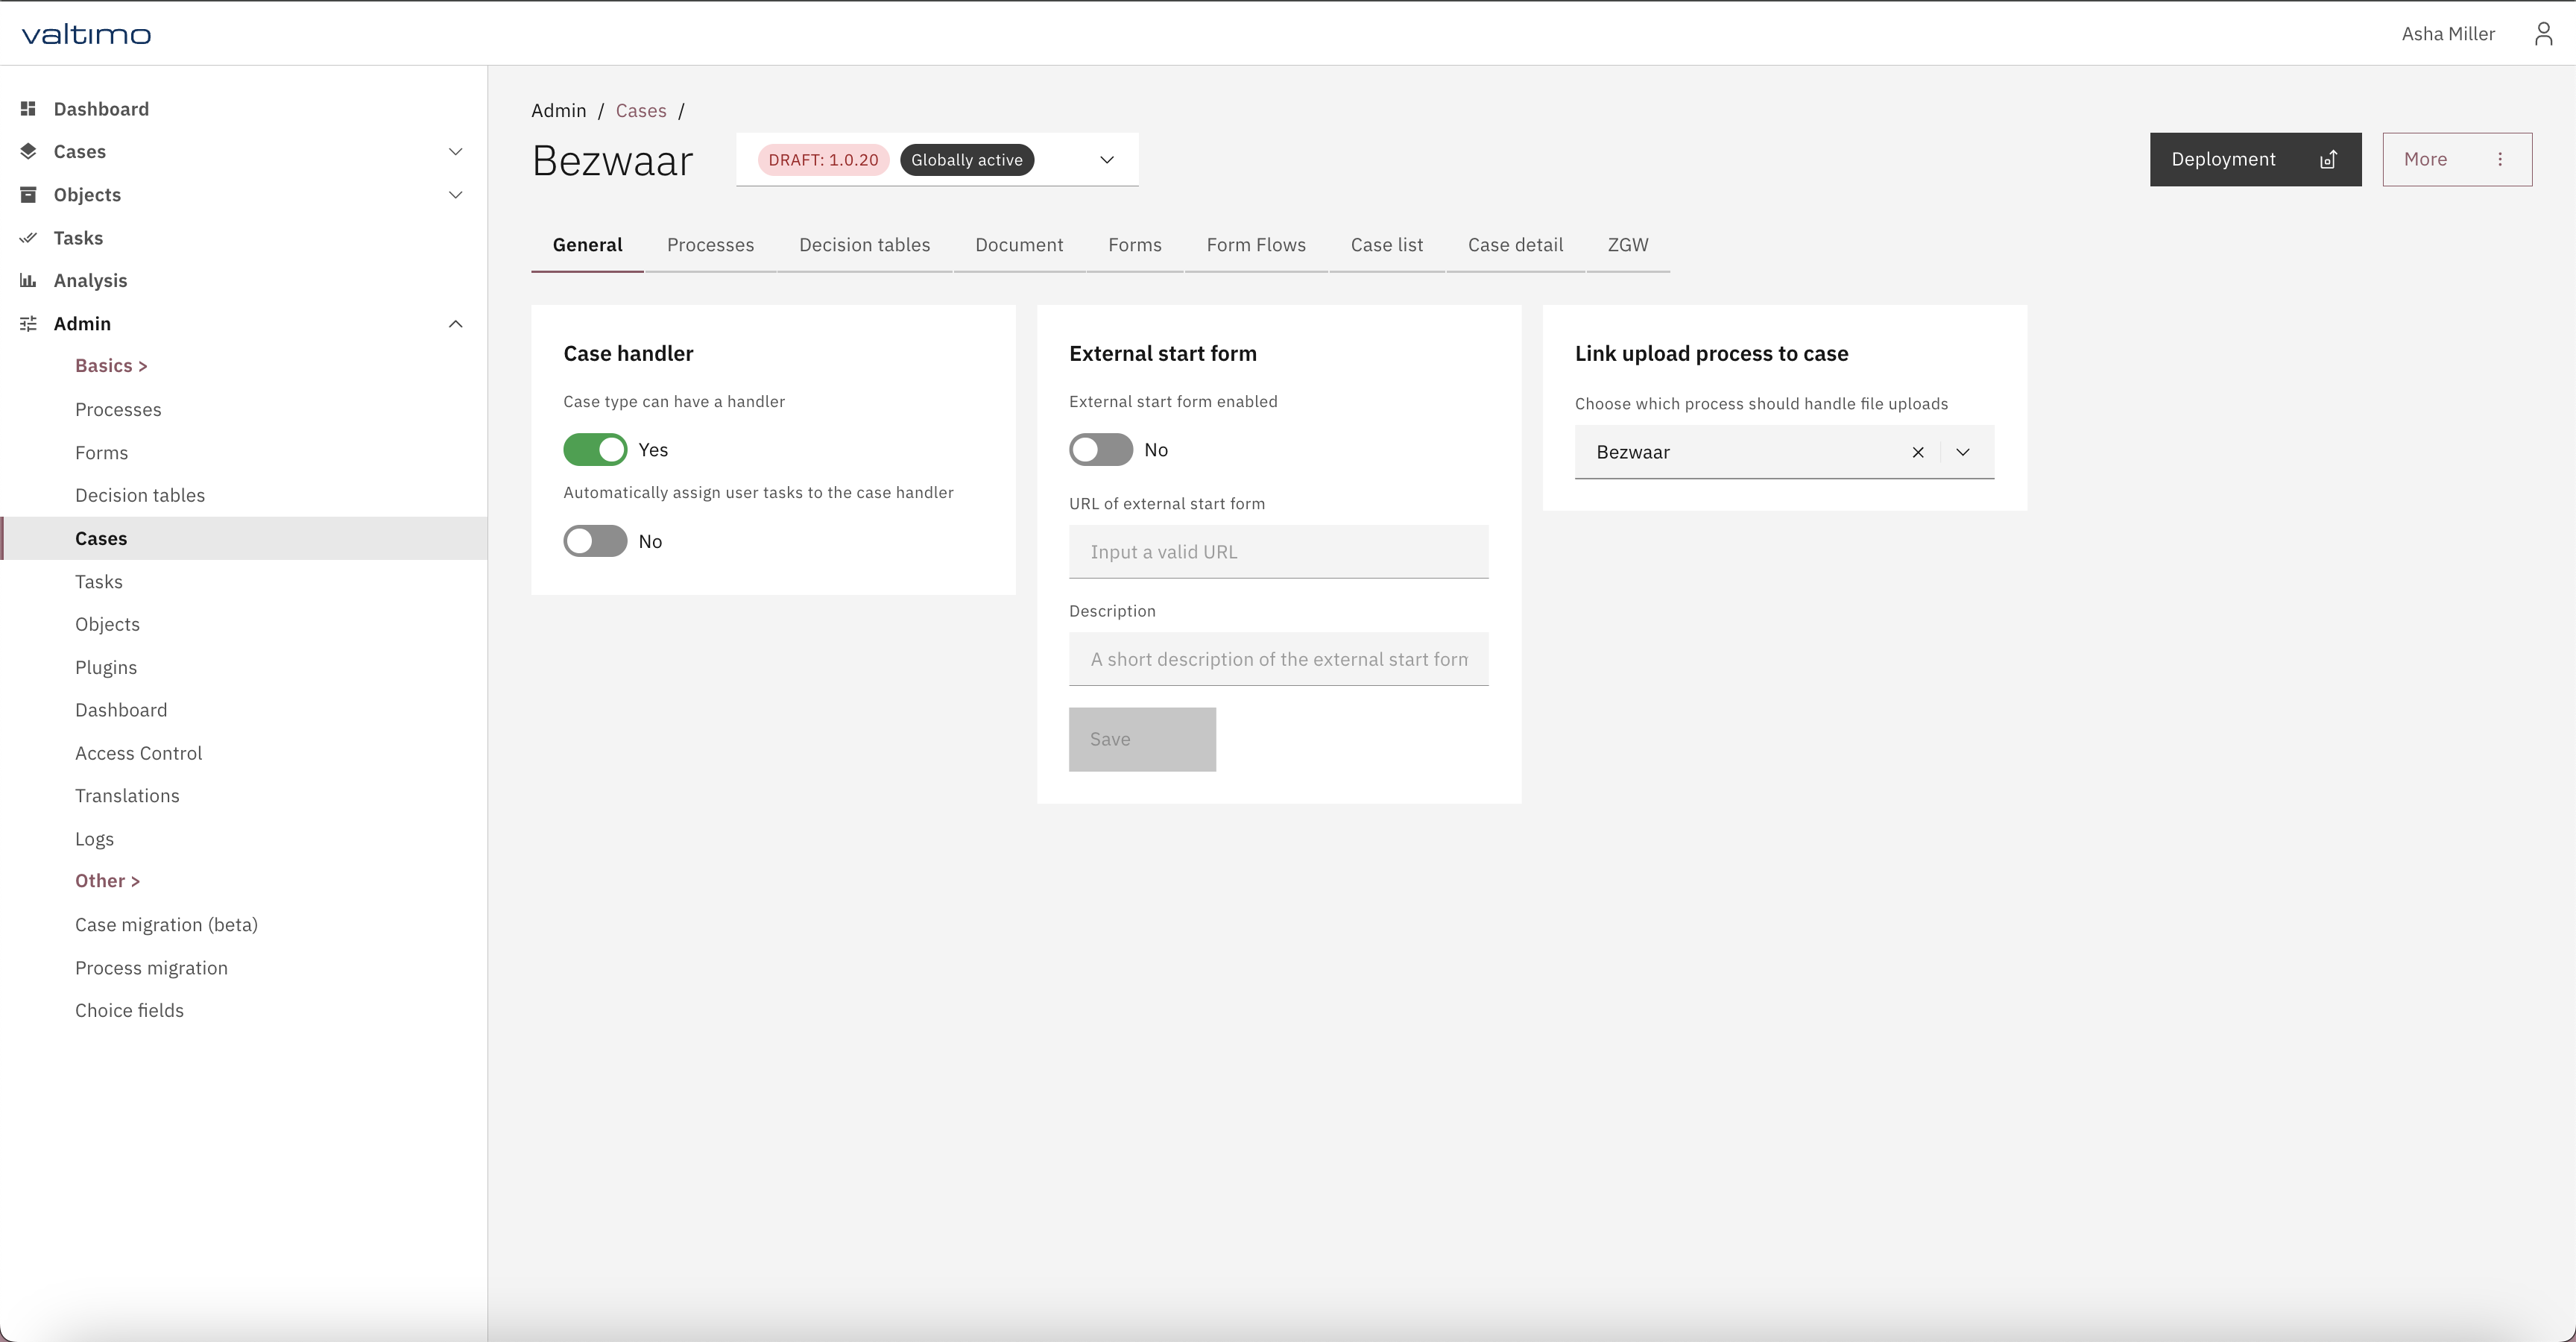 valtimo
Asha Miller
Dashboard
Cases
Objects
Tasks
Analysis
Admin
Basics >
Processes
Forms
Decision tables
Cases
Tasks
Objects
Plugins
Dashboard
Access Control
Translations
Logs
Other >
Case migration (beta)
Process migration
Choice fields
Admin / Cases /
Bezwaar DRAFT: 1.0.20 Globally active
Deployment More
General Processes Decision tables Document Forms Form Flows Case list Case detail ZGW
Case handler
Case type can have a handler
Yes
Automatically assign user tasks to the case handler
No
External start form
External start form enabled
No
URL of external start form
Input a valid URL
Description
A short description of the external start form
Save
Link upload process to case
Choose which process should handle file uploads
Bezwaar